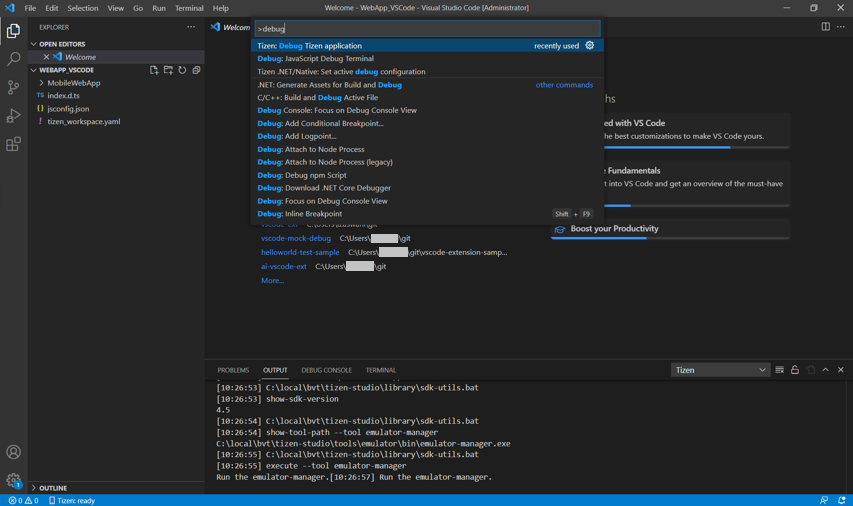 File Edit Selection View Go Run Terminal Help
Welcome - WebApp_VSCode - Visual Studio Code [Administrator]
EXPLORER
OPEN EDITORS
Welcome
WEBAPP_VSCODE
MobileWebApp
TS index.d.ts
{} jsconfig.json
! tizen_workspace.yaml
OUTLINE
Welcom
>debug
Tizen: Debug Tizen application recently used
Debug: JavaScript Debug Terminal
Tizen .NET/Native: Set active debug configuration
.NET: Generate Assets for Build and Debug other commands
C/C++: Build and Debug Active File
Debug Console: Focus on Debug Console View
Debug: Add Conditional Breakpoint...
Debug: Add Logpoint...
Debug: Attach to Node Process
Debug: Attach to Node Process (legacy)
Debug: Debug npm Script
Debug: Download .NET Core Debugger
Debug: Focus on Debug Console View
Debug: Inline Breakpoint Shift + F9
vscode-mock-debug C:\Users\ \git
helloworld-test-sample C:\Users\ \git\vscode-extension-samp...
ai-vscode-ext C:\Users\ \git
More...
hs
ed with VS Code
he best customizations to make VS Code yours.
e Fundamentals
t into VS Code and get an overview of the must-have
Boost your Productivity
PROBLEMS OUTPUT DEBUG CONSOLE TERMINAL
Tizen
[10:26:53] C:\local\bvt\tizen-studio\library\sdk-utils.bat
[10:26:53] show-sdk-version
4.5
[10:26:54] C:\local\bvt\tizen-studio\library\sdk-utils.bat
[10:26:54] show-tool-path --tool emulator-manager
C:\local\bvt\tizen-studio\tools\emulator\bin\emulator-manager.exe
[10:26:55] C:\local\bvt\tizen-studio\library\sdk-utils.bat
[10:26:55] execute --tool emulator-manager
Run the emulator-manager.[10:26:57] Run the emulator-manager.
1
0 0 Tizen: ready